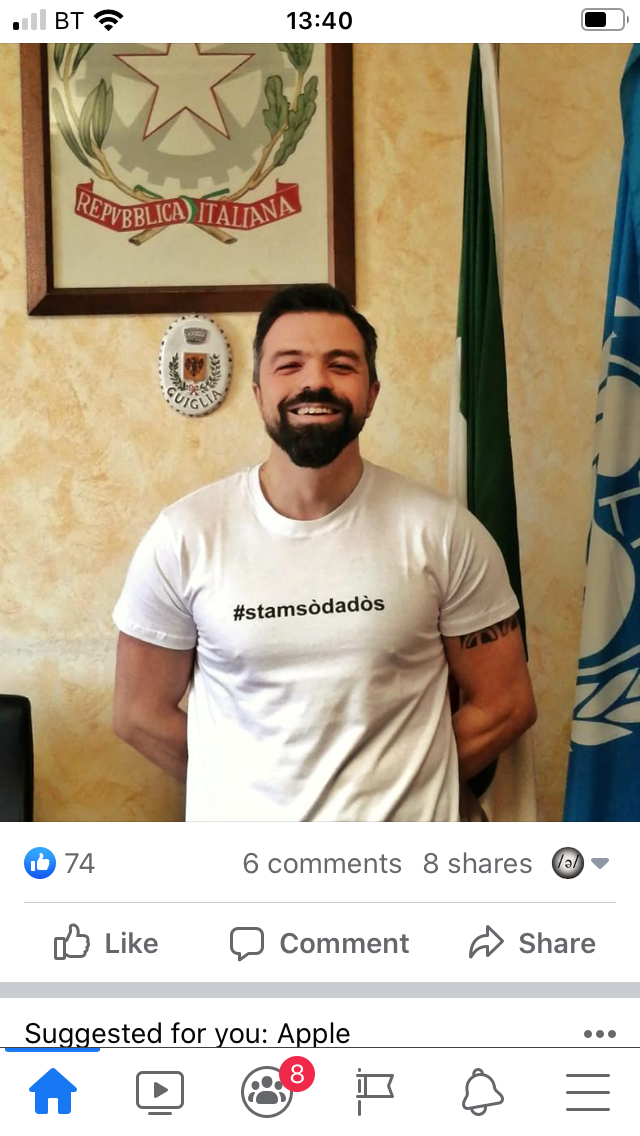 BT
13:40
REPVBBLICA ITALIANA
GUIGLIA
#stamsòdadòs
74
6 comments
8 shares
/ə/
Like
Comment
Share
Suggested for you: Apple
8